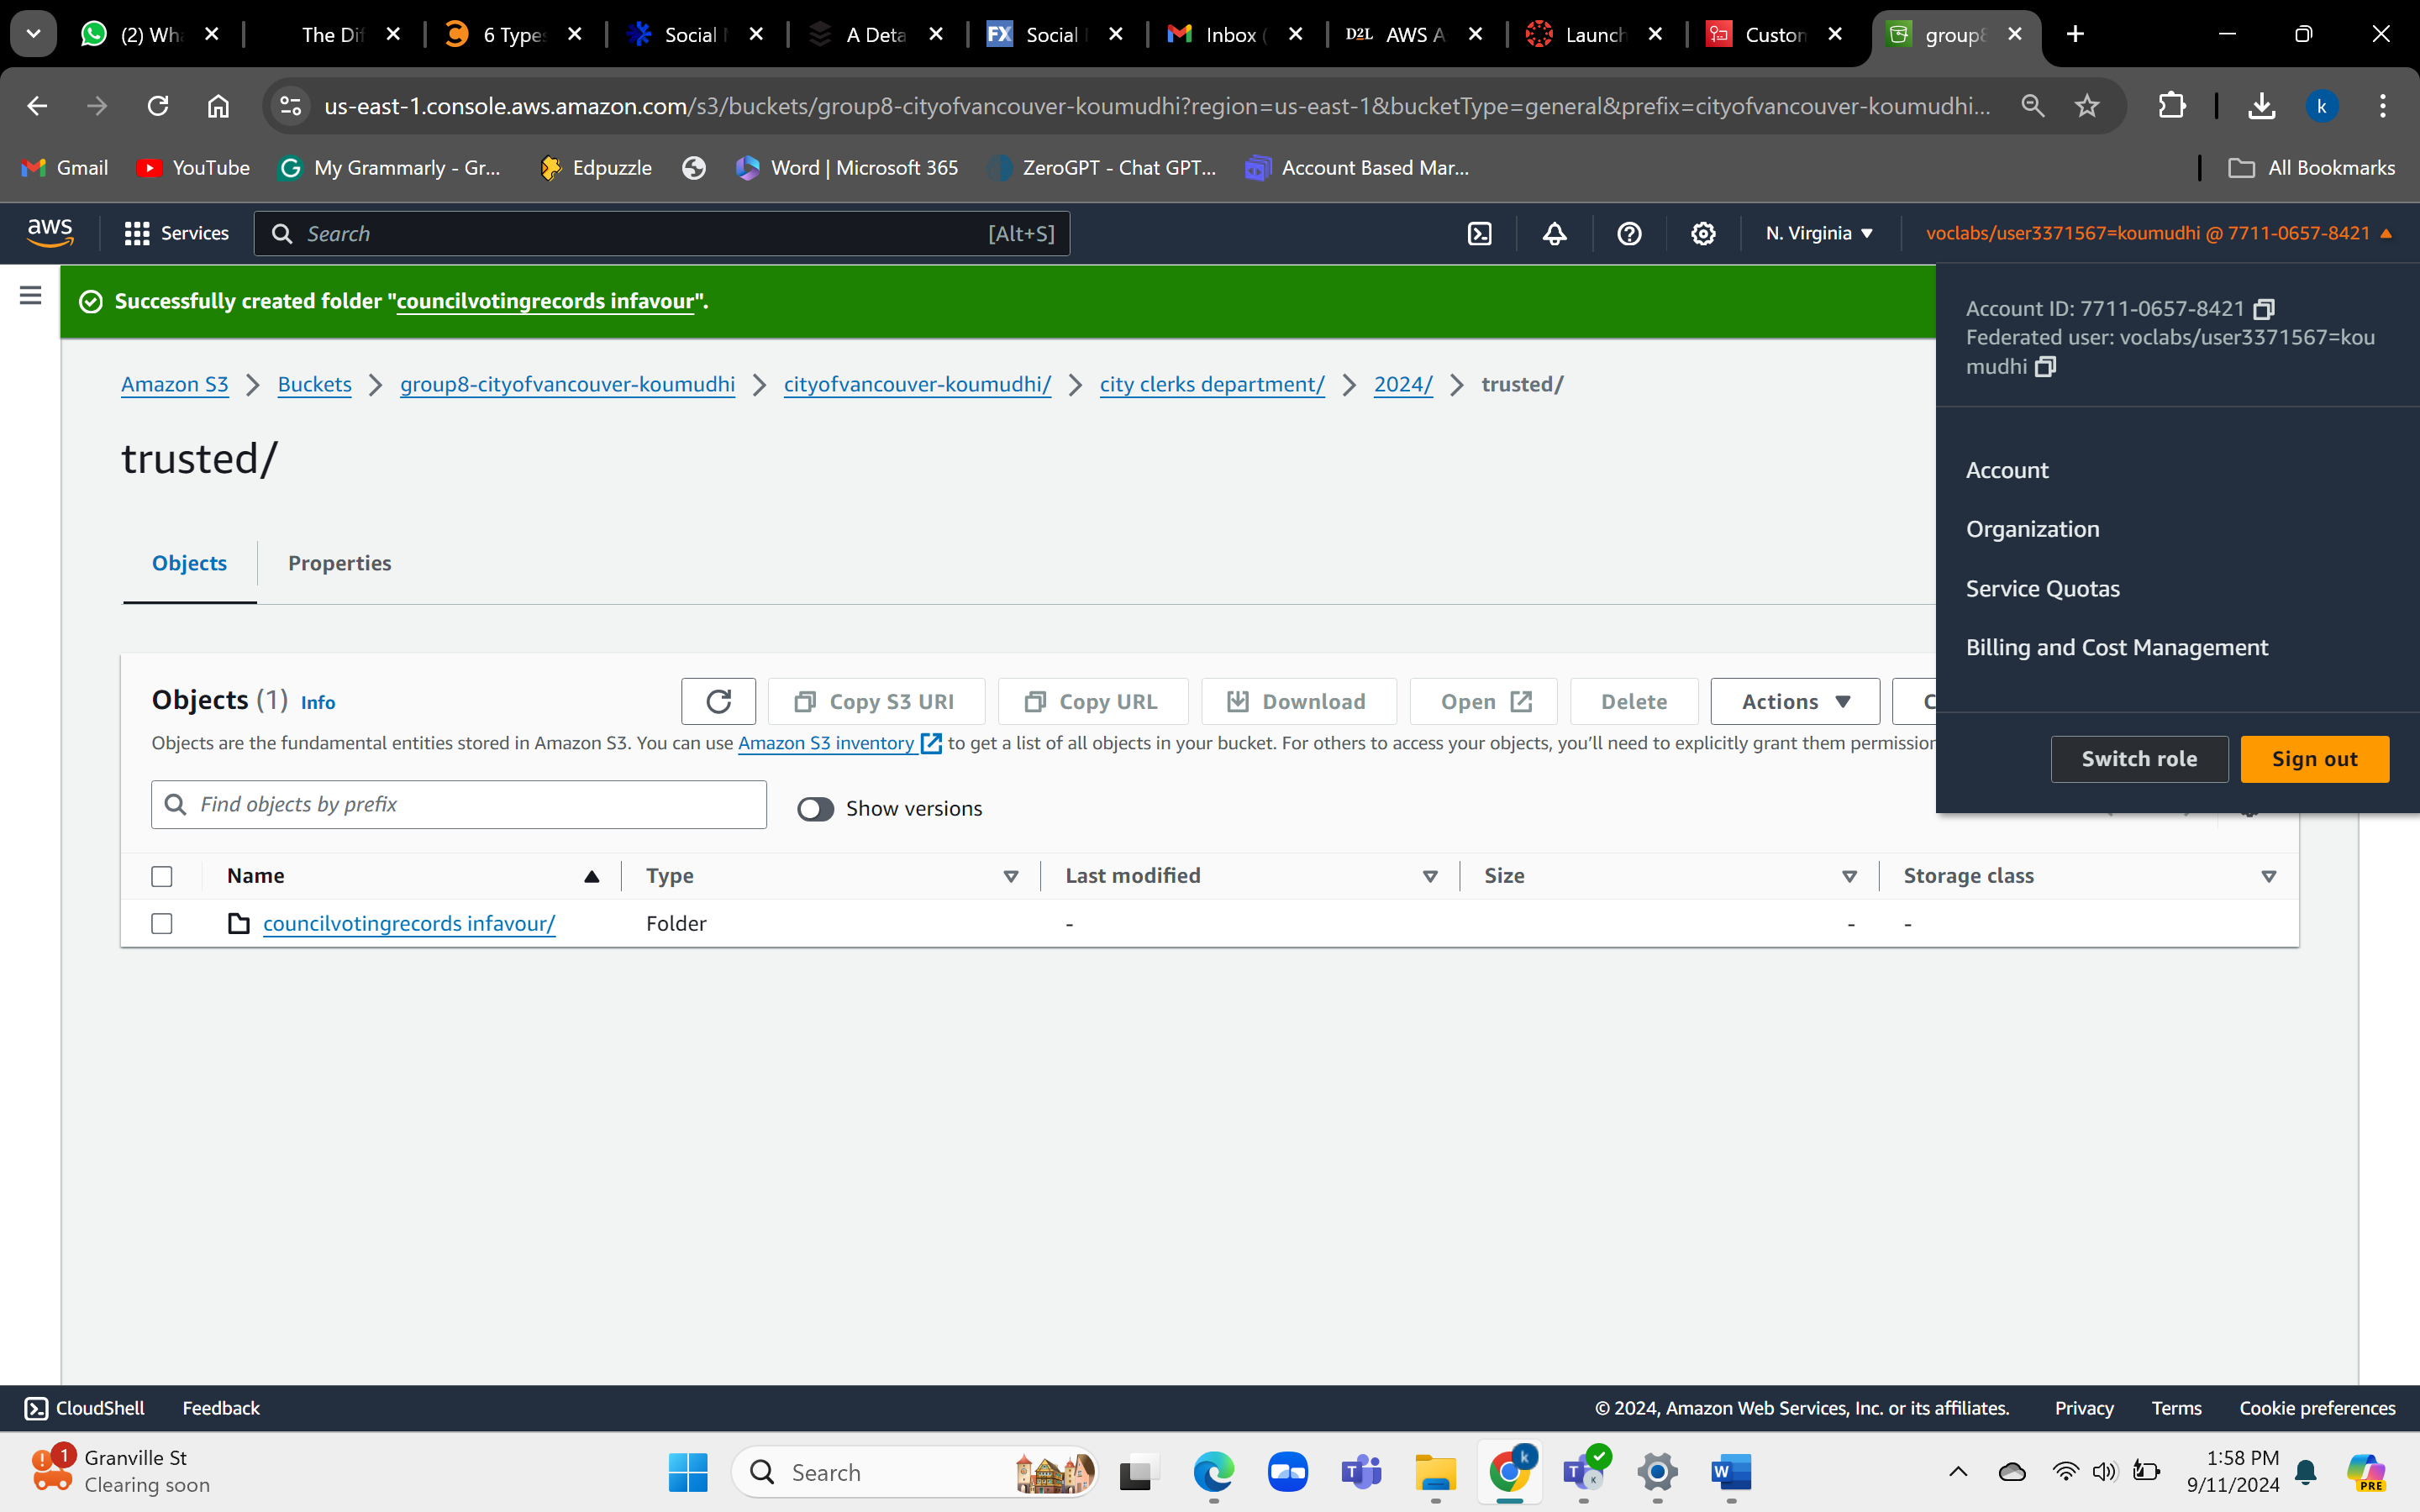 (2) Wh
The Dif
6 Types
Social
A Deta
FX Social
Inbox (
D2L AWS A
Launch
Custom
group8
us-east-1.console.aws.amazon.com/s3/buckets/group8-cityofvancouver-koumudhi?region=us-east-1&bucketType=general&prefix=cityofvancouver-koumudhi...
k
Gmail
YouTube
My Grammarly - Gr...
Edpuzzle
Word | Microsoft 365
ZeroGPT - Chat GPT...
Account Based Mar...
All Bookmarks
aws
Services
Search
[Alt+S]
N. Virginia
voclabs/user3371567=koumudhi @ 7711-0657-8421
Successfully created folder "councilvotingrecords infavour".
Account ID: 7711-0657-8421
Federated user: voclabs/user3371567=kou
mudhi
Account
Organization
Service Quotas
Billing and Cost Management
Switch role
Sign out
Amazon S3
Buckets
group8-cityofvancouver-koumudhi
cityofvancouver-koumudhi/
city clerks department/
2024/
trusted/
trusted/
Objects
Properties
Objects (1) Info
Copy S3 URI
Copy URL
Download
Open
Delete
Actions
Objects are the fundamental entities stored in Amazon S3. You can use Amazon S3 inventory to get a list of all objects in your bucket. For others to access your objects, you'll need to explicitly grant them permission
Find objects by prefix
Show versions
Name
Type
Last modified
Size
Storage class
councilvotingrecords infavour/
Folder
-
-
-
CloudShell
Feedback
© 2024, Amazon Web Services, Inc. or its affiliates.
Privacy
Terms
Cookie preferences
1
Granville St
Clearing soon
Search
1:58 PM
9/11/2024
PRE